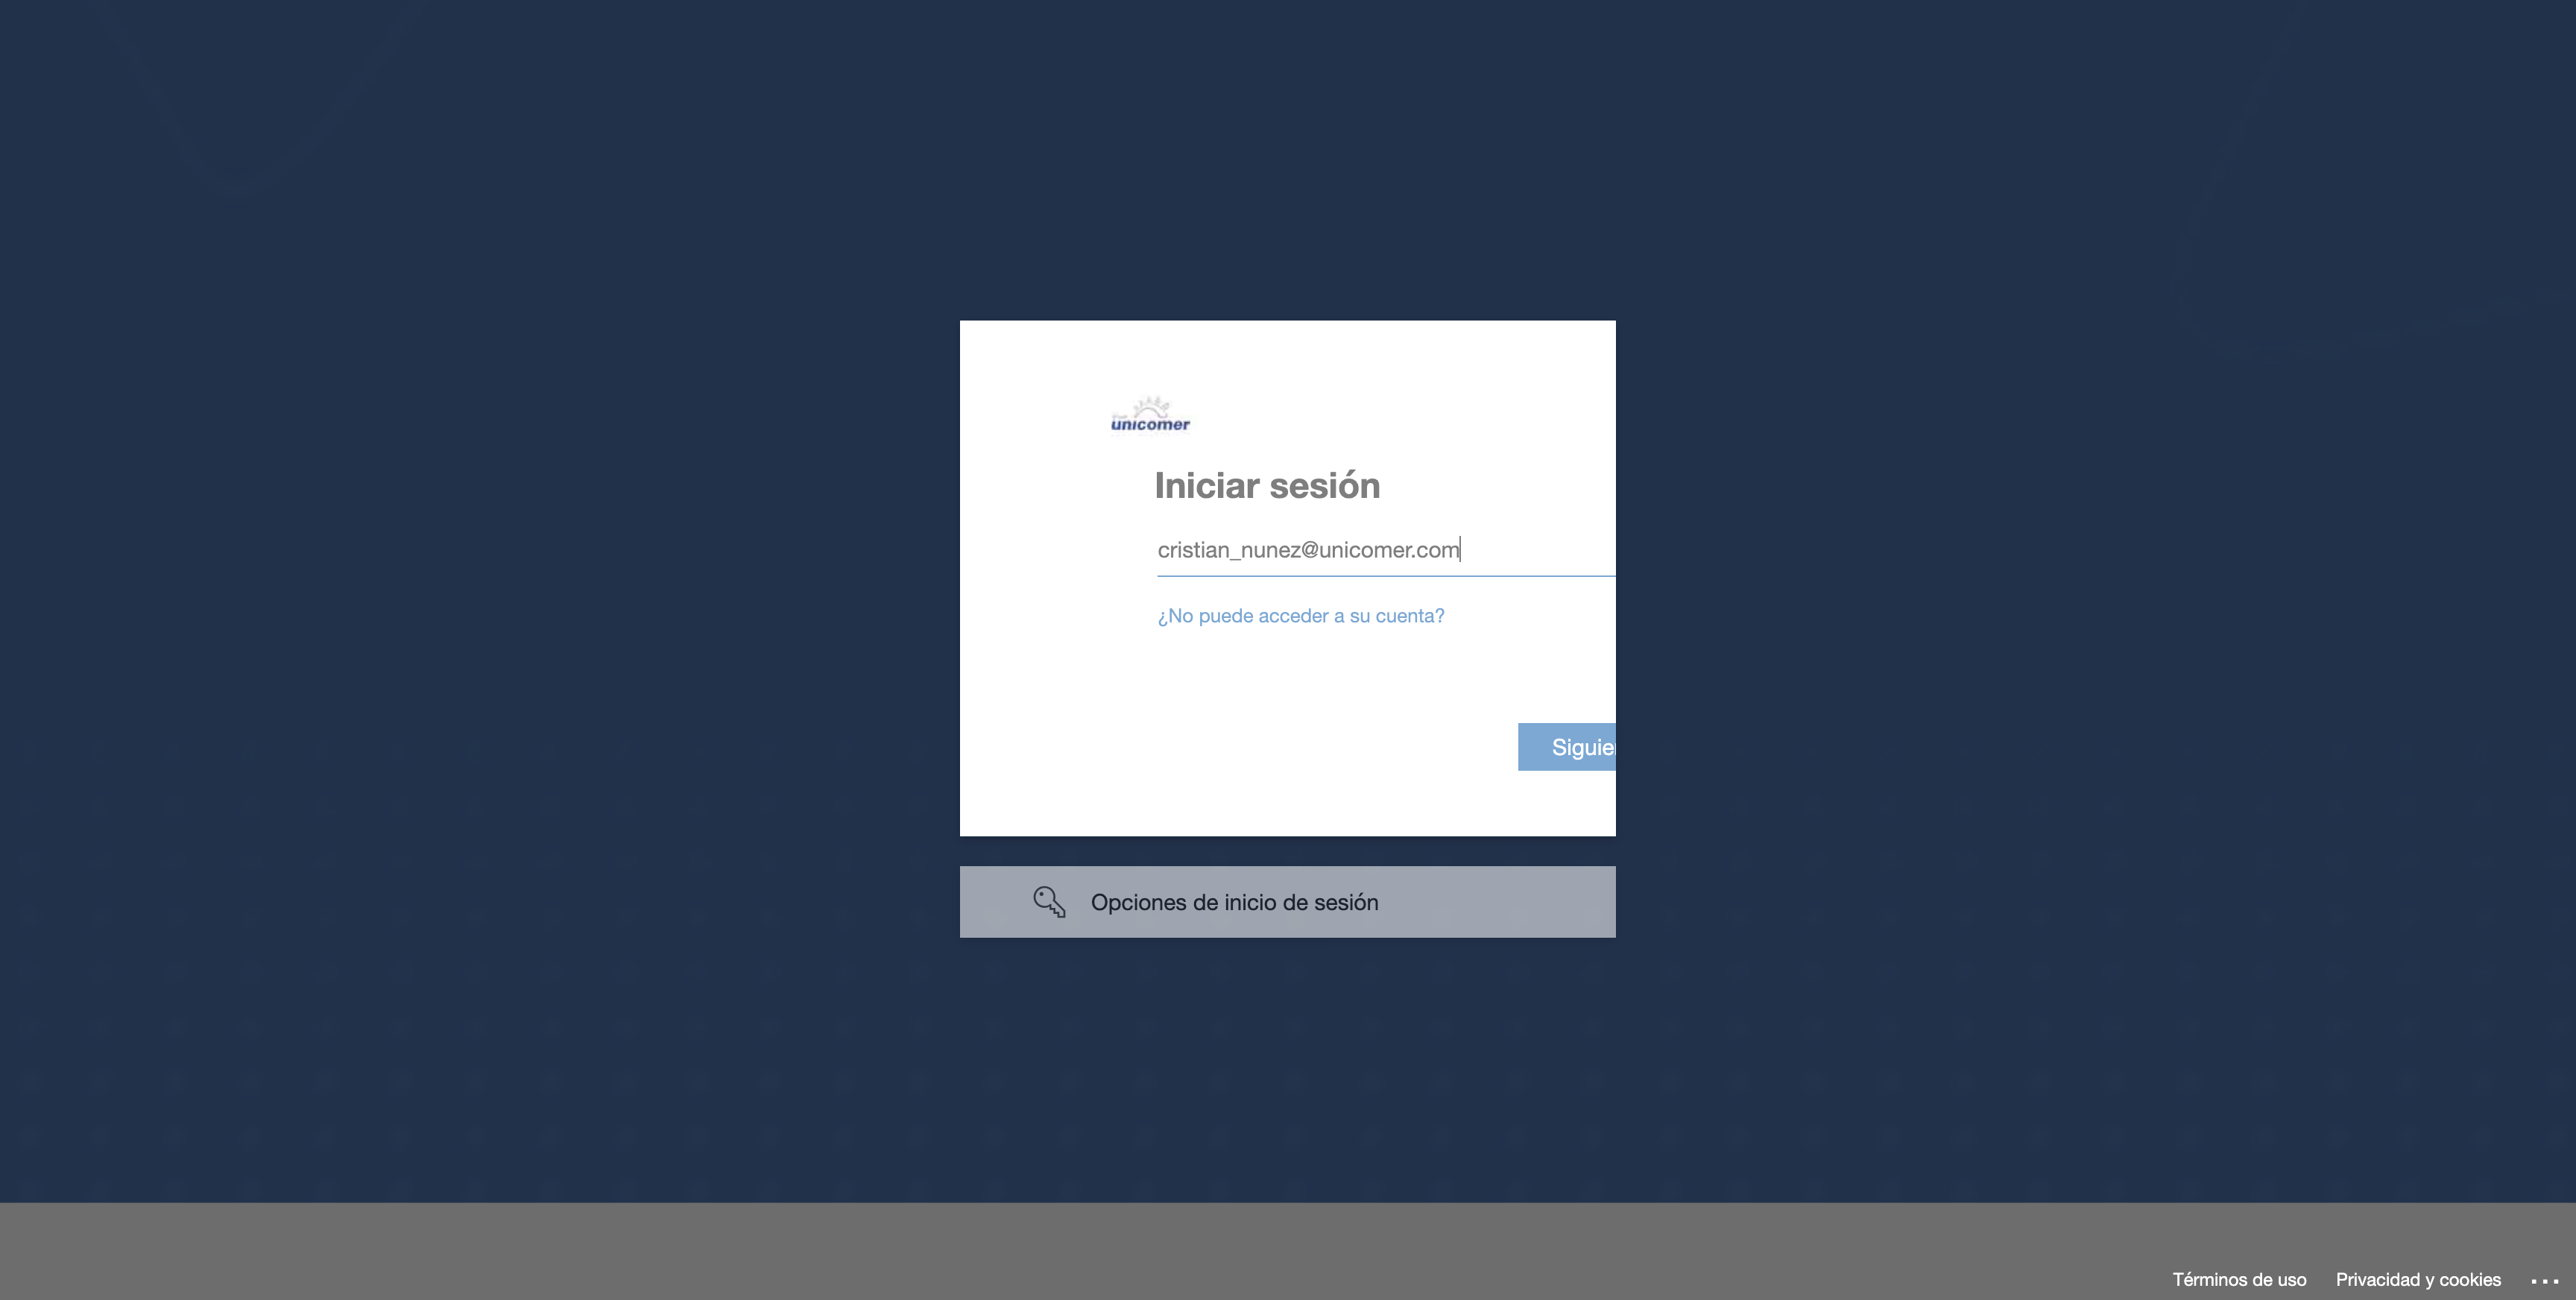 unicomer
Iniciar sesión
cristian_nunez@unicomer.com
¿No puede acceder a su cuenta?
Siguie
Opciones de inicio de sesión
Términos de uso Privacidad y cookies ...